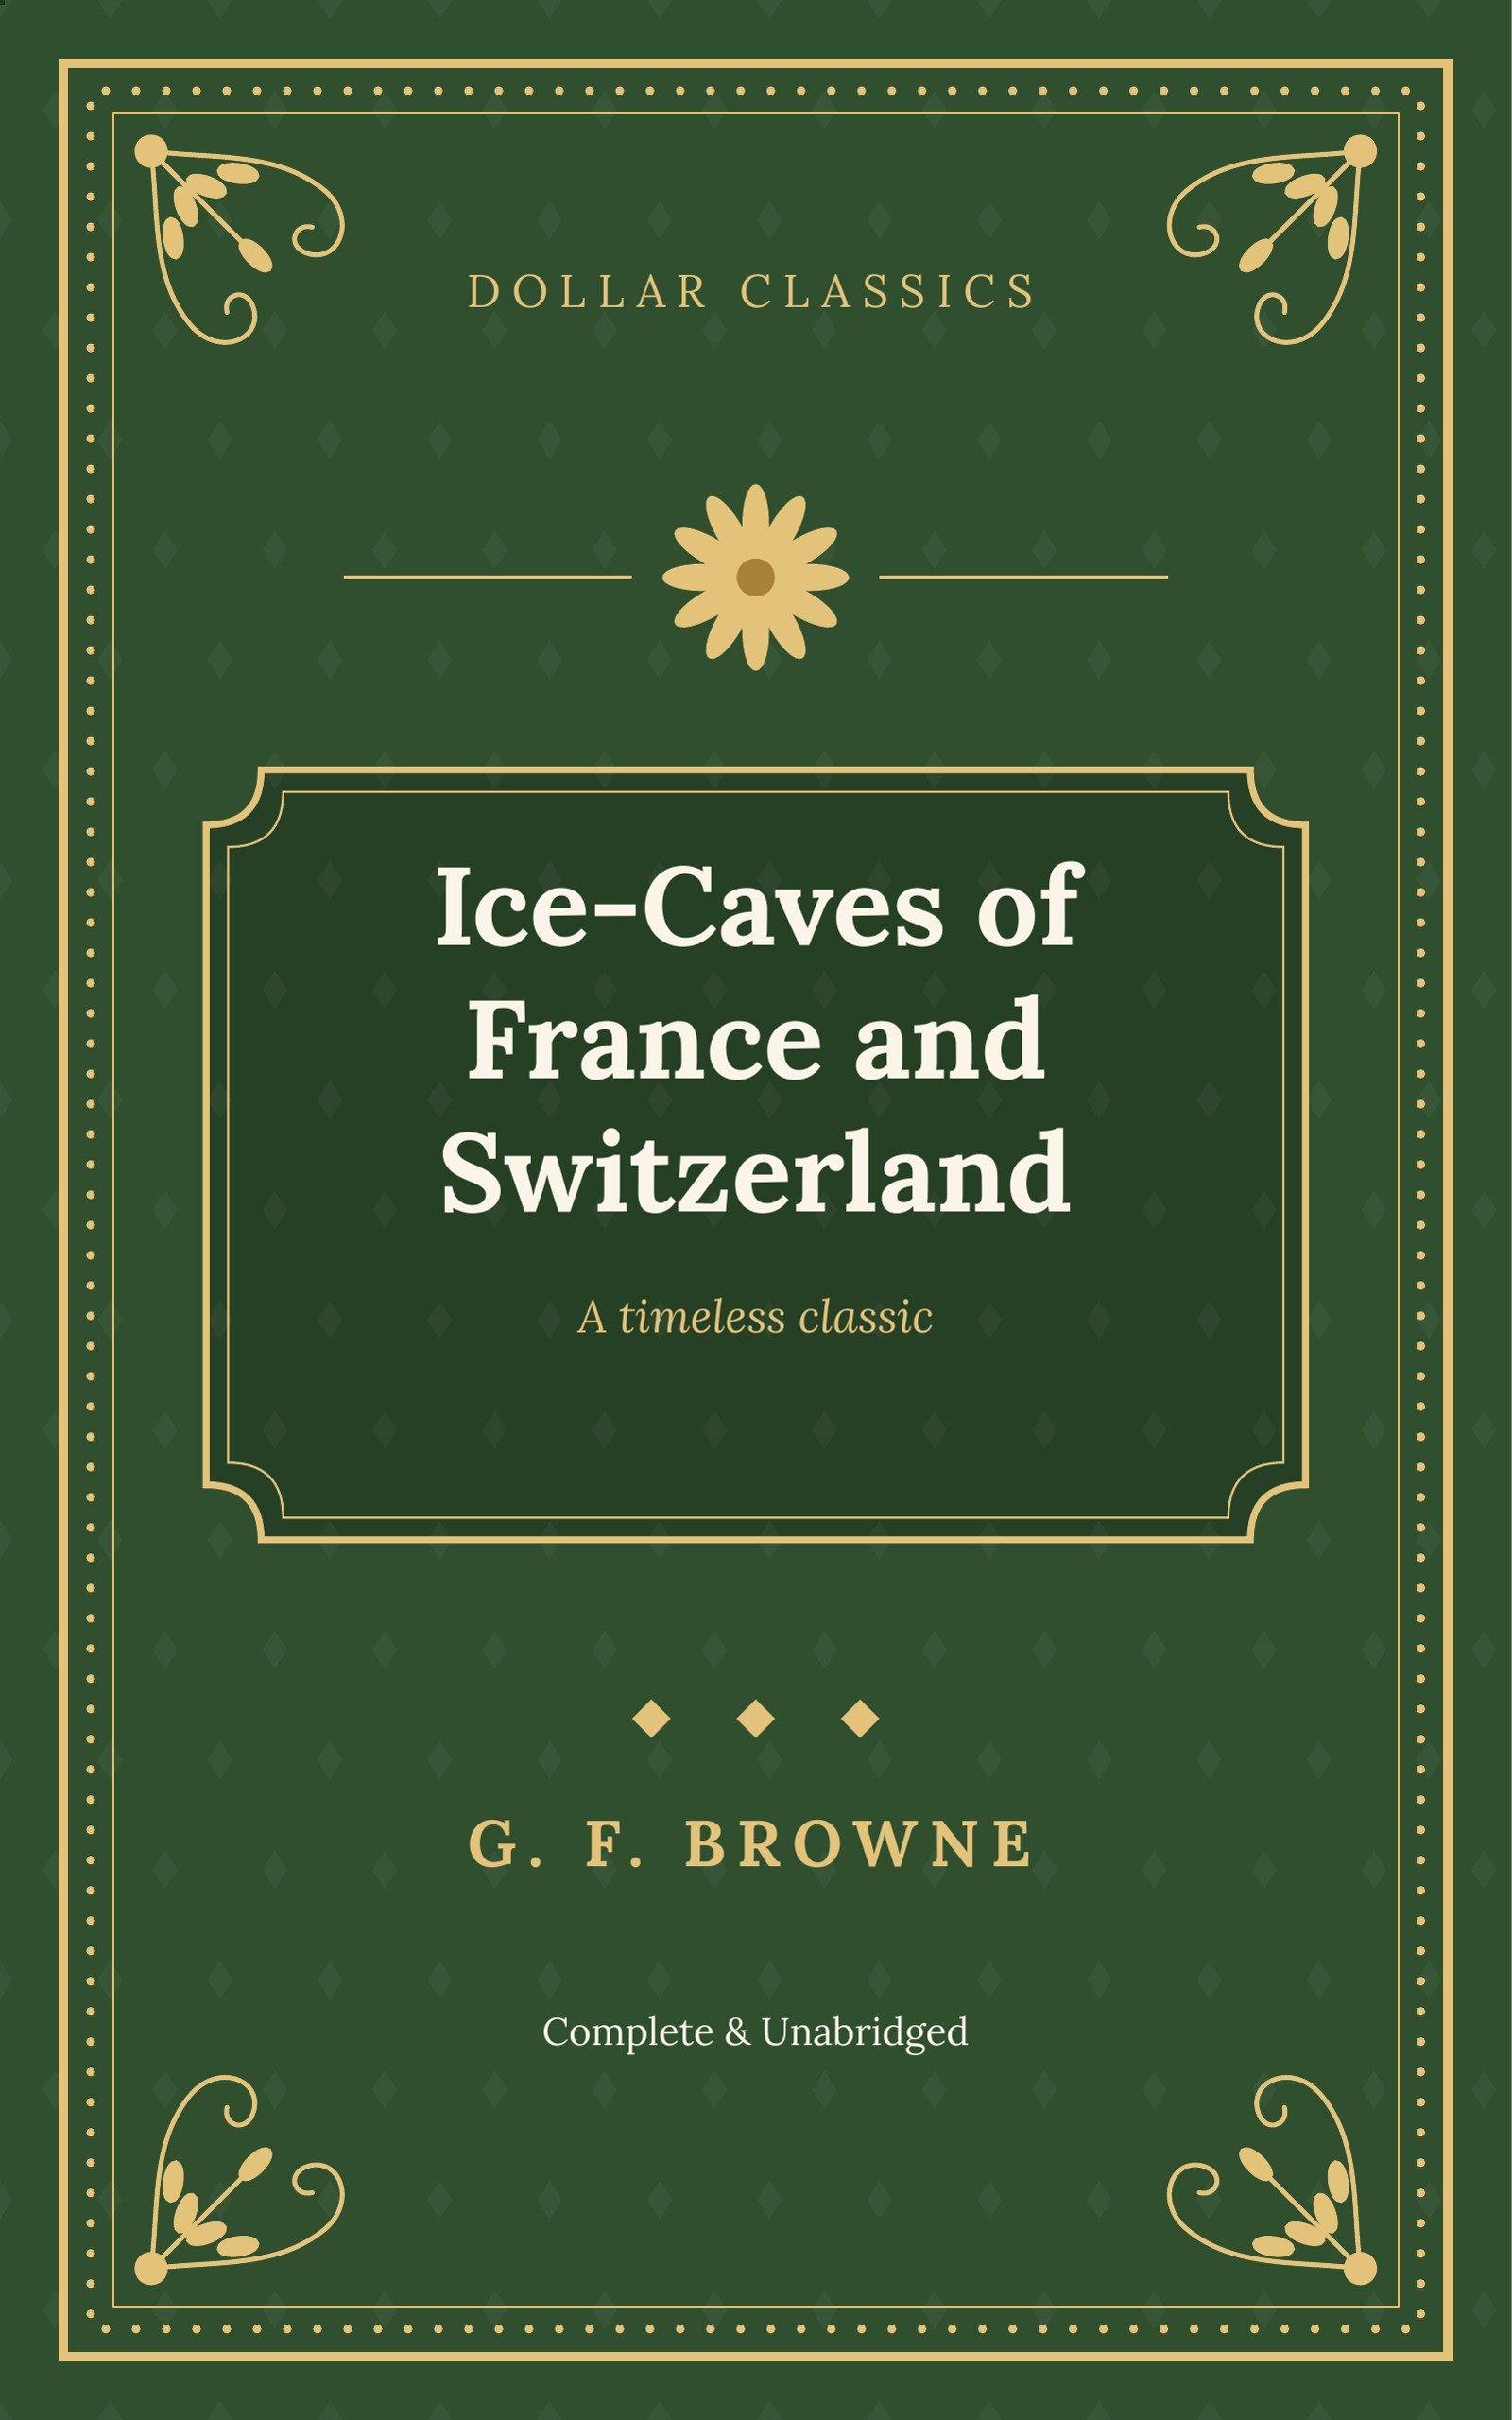 DOLLAR CLASSICS
Ice-Caves of
France and
Switzerland
A timeless classic
G. F. BROWNE
Complete & Unabridged